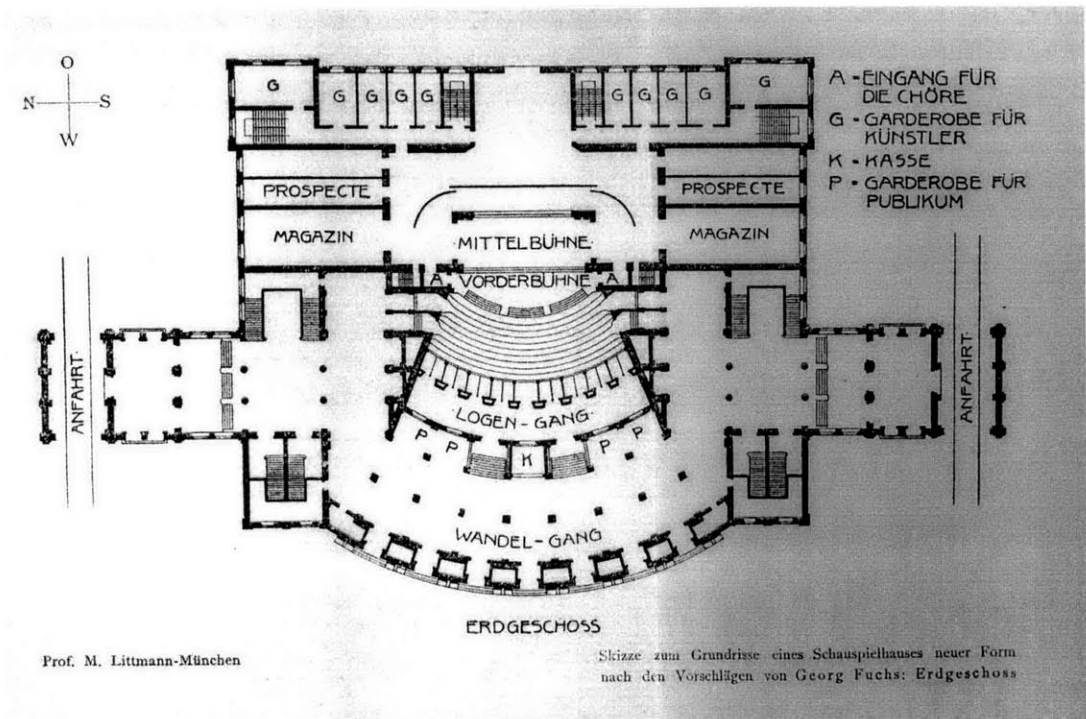 O
N S
W
A - EINGANG FÜR
DIE CHÖRE
G - GARDEROBE FÜR
KÜNSTLER
K - KASSE
P - GARDEROBE FÜR
PUBLIKUM
G G G G G G G G G G
PROSPECTE PROSPECTE
MAGAZIN MAGAZIN
·MITTELBÜHNE·
A VORDERBÜHNE A
·ANFAHRT· ·ANFAHRT·
·LOGEN-GANG·
P P K P P
WANDEL-GANG
ERDGESCHOSS
Prof. M. Littmann-München
Skizze zum Grundrisse eines Schauspielhauses neuer Form
nach den Vorschlägen von Georg Fuchs: Erdgeschoss